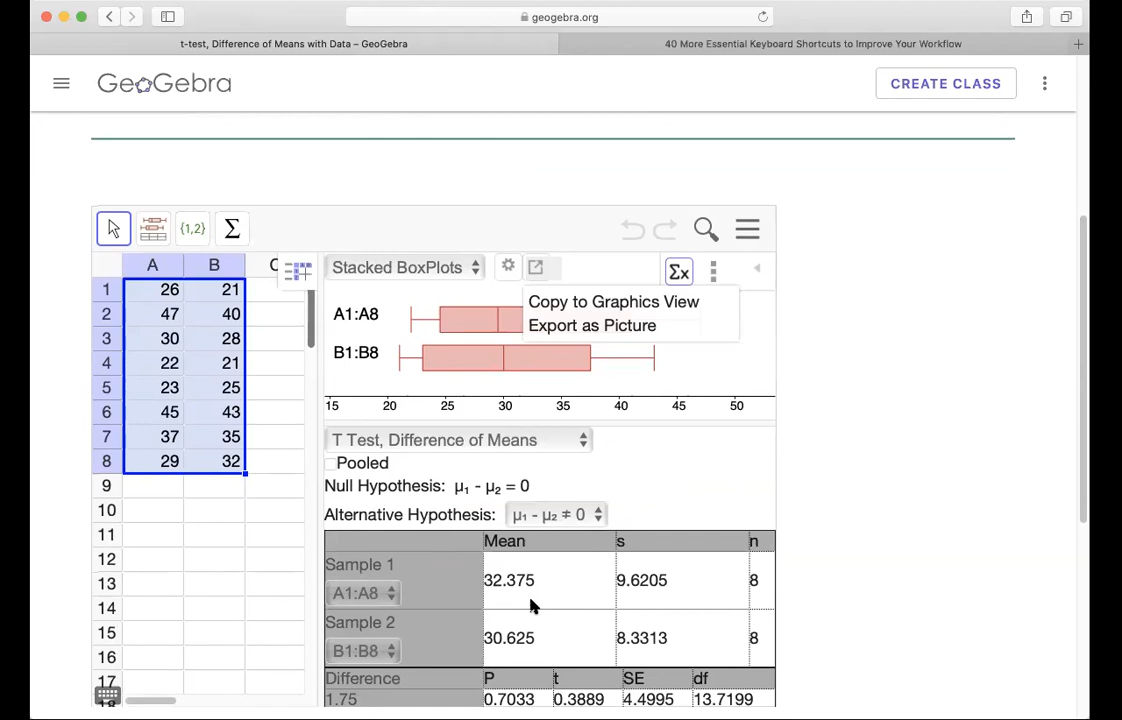 geogebra.org
t-test, Difference of Means with Data – GeoGebra
40 More Essential Keyboard Shortcuts to Improve Your Workflow
GeoGebra
CREATE CLASS
{1,2}
Σ
A B C
Stacked BoxPlots
Σx
1 26 21
2 47 40
3 30 28
4 22 21
5 23 25
6 45 43
7 37 35
8 29 32
9
10
11
12
13
14
15
16
17
18
Copy to Graphics View
Export as Picture
A1:A8
B1:B8
15 20 25 30 35 40 45 50
T Test, Difference of Means
Pooled
Null Hypothesis: μ₁ - μ₂ = 0
Alternative Hypothesis: μ₁ - μ₂ ≠ 0
Mean s n
Sample 1
A1:A8
32.375 9.6205 8
Sample 2
B1:B8
30.625 8.3313 8
Difference P t SE df
1.75 0.7033 0.3889 4.4995 13.7199